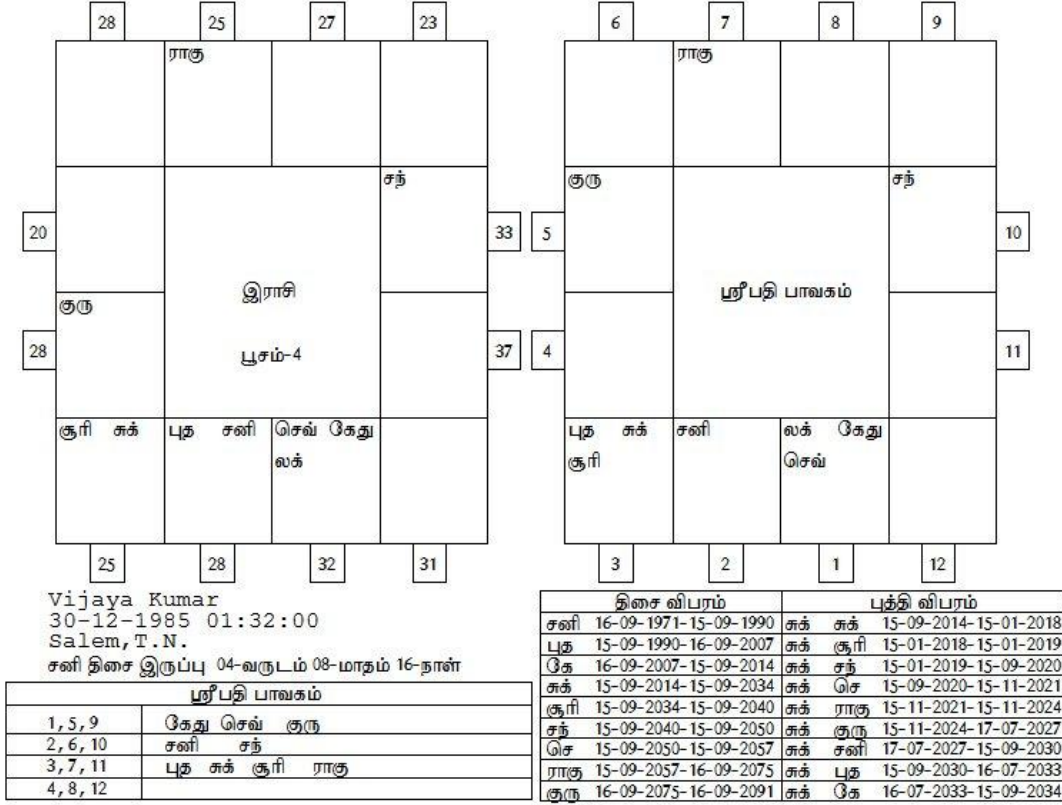 28 25 27 23
ராகு
சந்
20 33
குரு
இராசி
28 37
பூசம்-4
சூரி சுக் புத சனி செவ் கேது
லக்
25 28 32 31
6 7 8 9
ராகு
குரு சந்
5 10
ஸ்ரீபதி பாவகம்
4 11
புத சுக் சனி லக் கேது
சூரி செவ்
3 2 1 12
Vijaya Kumar
30-12-1985 01:32:00
Salem,T.N.
சனி திசை இருப்பு 04-வருடம் 08-மாதம் 16-நாள்
ஸ்ரீபதி பாவகம்
1,5,9 கேது செவ் குரு
2,6,10 சனி சந்
3,7,11 புத சுக் சூரி ராகு
4,8,12
திசை விபரம் புத்தி விபரம்
சனி 16-09-1971-15-09-1990 சுக் சுக் 15-09-2014-15-01-2018
புத 15-09-1990-16-09-2007 சுக் சூரி 15-01-2018-15-01-2019
கே 16-09-2007-15-09-2014 சுக் சந் 15-01-2019-15-09-2020
சுக் 15-09-2014-15-09-2034 சுக் செ 15-09-2020-15-11-2021
சூரி 15-09-2034-15-09-2040 சுக் ராகு 15-11-2021-15-11-2024
சந் 15-09-2040-15-09-2050 சுக் குரு 15-11-2024-17-07-2027
செ 15-09-2050-15-09-2057 சுக் சனி 17-07-2027-15-09-2030
ராகு 15-09-2057-16-09-2075 சுக் புத 15-09-2030-16-07-2033
குரு 16-09-2075-16-09-2091 சுக் கே 16-07-2033-15-09-2034